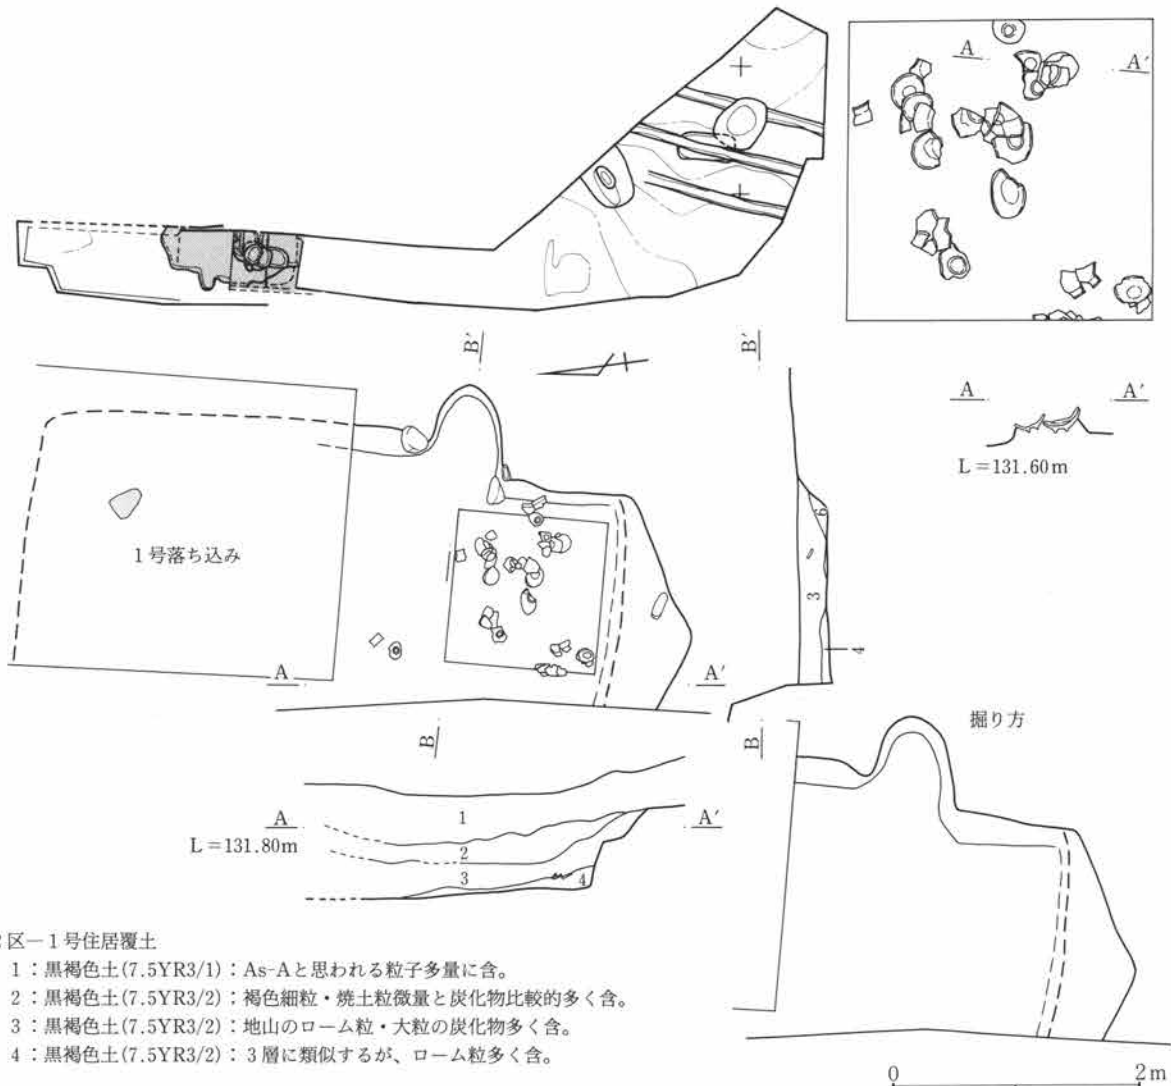 A
A'
B'
B'
A
A'
L=131.60m
1号落ち込み
6
3
4
A
A'
B
B
掘り方
A
A'
L=131.80m
1
2
3
4
区－1号住居覆土
1：黒褐色土(7.5YR3/1)：As-Aと思われる粒子多量に含。
2：黒褐色土(7.5YR3/2)：褐色細粒・焼土粒微量と炭化物比較的多く含。
3：黒褐色土(7.5YR3/2)：地山のローム粒・大粒の炭化物多く含。
4：黒褐色土(7.5YR3/2)：3層に類似するが、ローム粒多く含。
0
2m